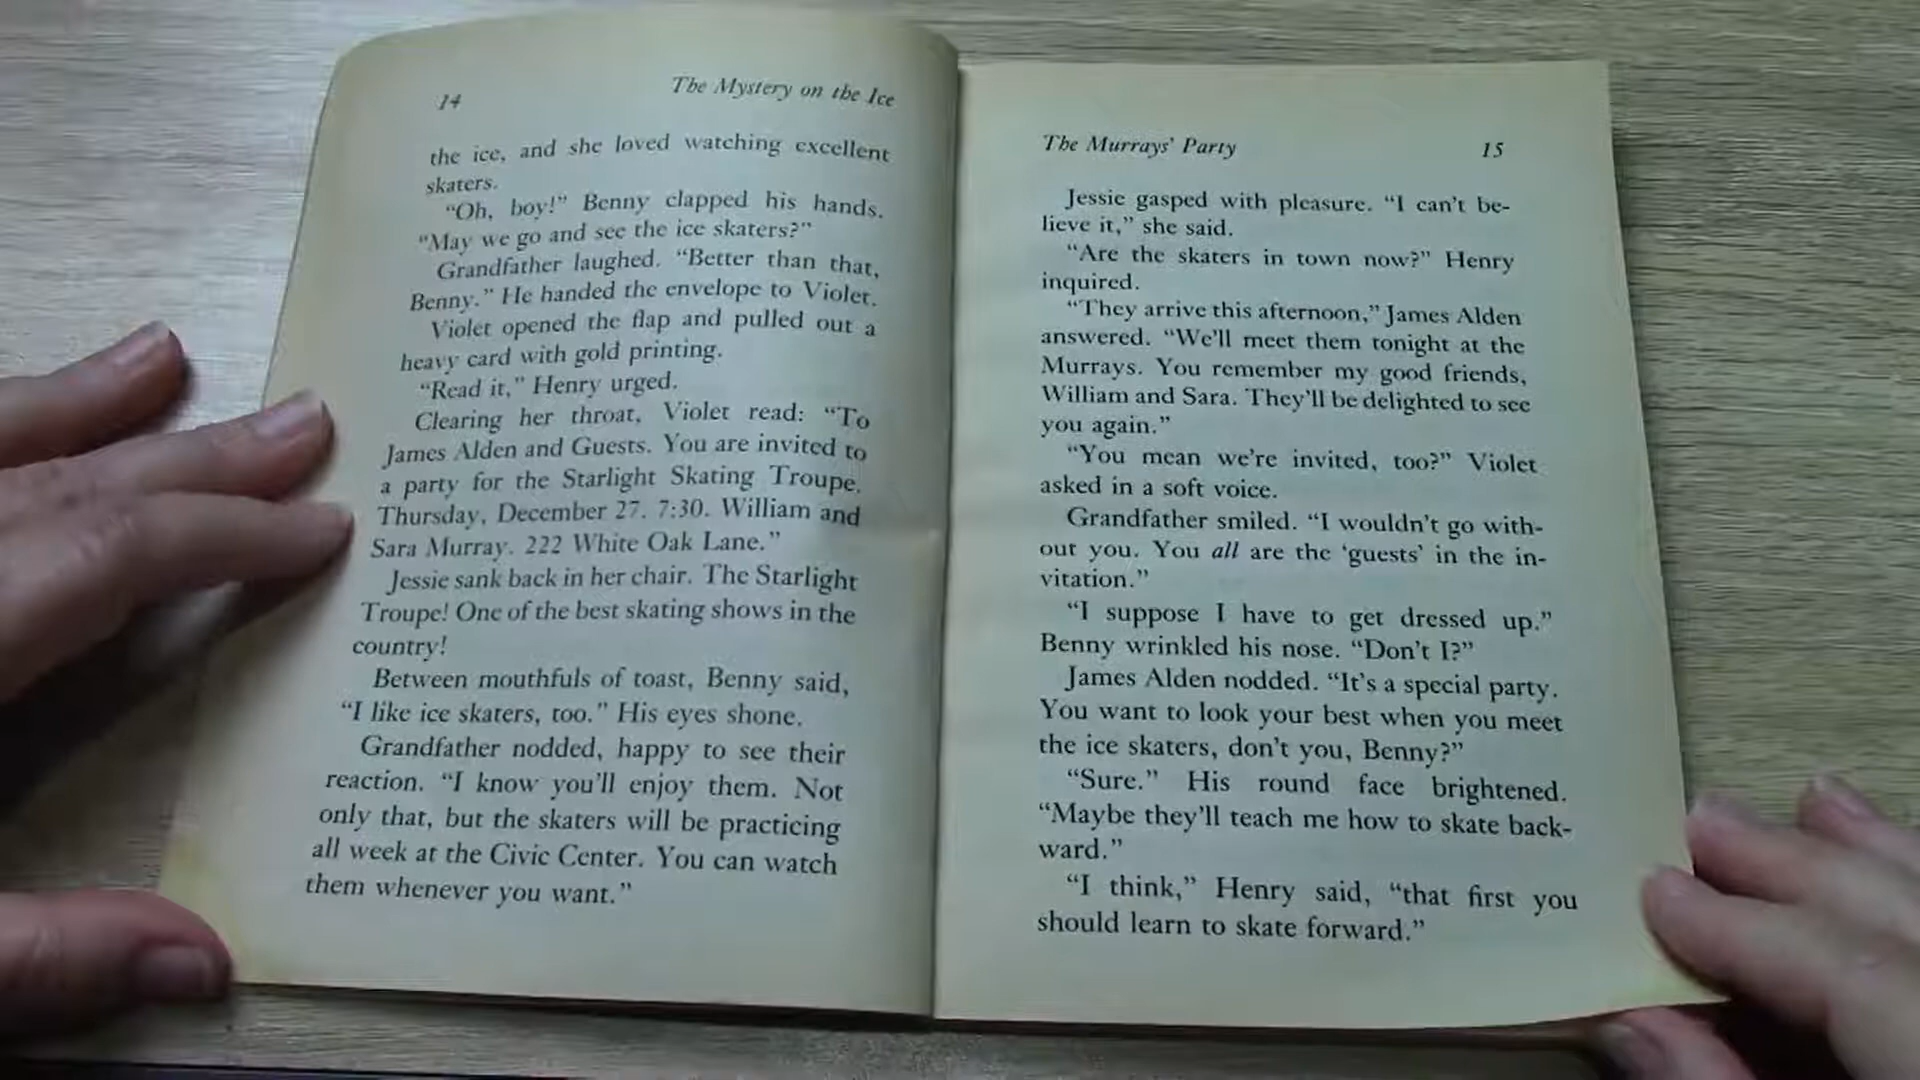 14
The Mystery on the Ice
the ice, and she loved watching excellent
skaters.
“Oh, boy!” Benny clapped his hands.
“May we go and see the ice skaters?”
Grandfather laughed. “Better than that,
Benny.” He handed the envelope to Violet.
Violet opened the flap and pulled out a
heavy card with gold printing.
“Read it,” Henry urged.
Clearing her throat, Violet read: “To
James Alden and Guests. You are invited to
a party for the Starlight Skating Troupe.
Thursday, December 27. 7:30. William and
Sara Murray. 222 White Oak Lane.”
Jessie sank back in her chair. The Starlight
Troupe! One of the best skating shows in the
country!
Between mouthfuls of toast, Benny said,
“I like ice skaters, too.” His eyes shone.
Grandfather nodded, happy to see their
reaction. “I know you'll enjoy them. Not
only that, but the skaters will be practicing
all week at the Civic Center. You can watch
them whenever you want.”
The Murrays' Party
15
Jessie gasped with pleasure. “I can't be-
lieve it,” she said.
“Are the skaters in town now?” Henry
inquired.
“They arrive this afternoon,” James Alden
answered. “We'll meet them tonight at the
Murrays. You remember my good friends,
William and Sara. They'll be delighted to see
you again.”
“You mean we're invited, too?” Violet
asked in a soft voice.
Grandfather smiled. “I wouldn't go with-
out you. You all are the ‘guests’ in the in-
vitation.”
“I suppose I have to get dressed up.”
Benny wrinkled his nose. “Don't I?”
James Alden nodded. “It's a special party.
You want to look your best when you meet
the ice skaters, don't you, Benny?”
“Sure.” His round face brightened.
“Maybe they'll teach me how to skate back-
ward.”
“I think,” Henry said, “that first you
should learn to skate forward.”